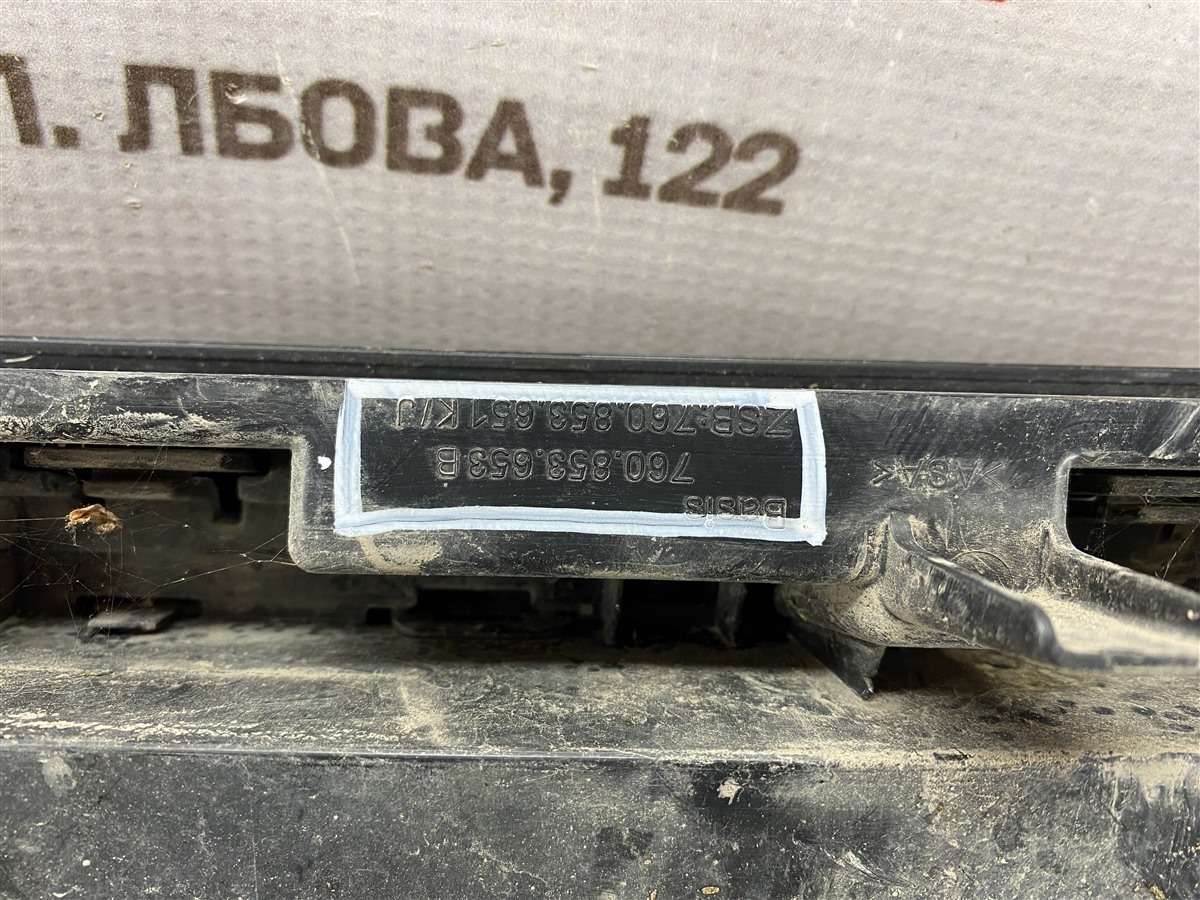 Л. ЛБОВА, 122
Basis
760.853.653 B
ZSB:760.853.651 K/J
>ASA<